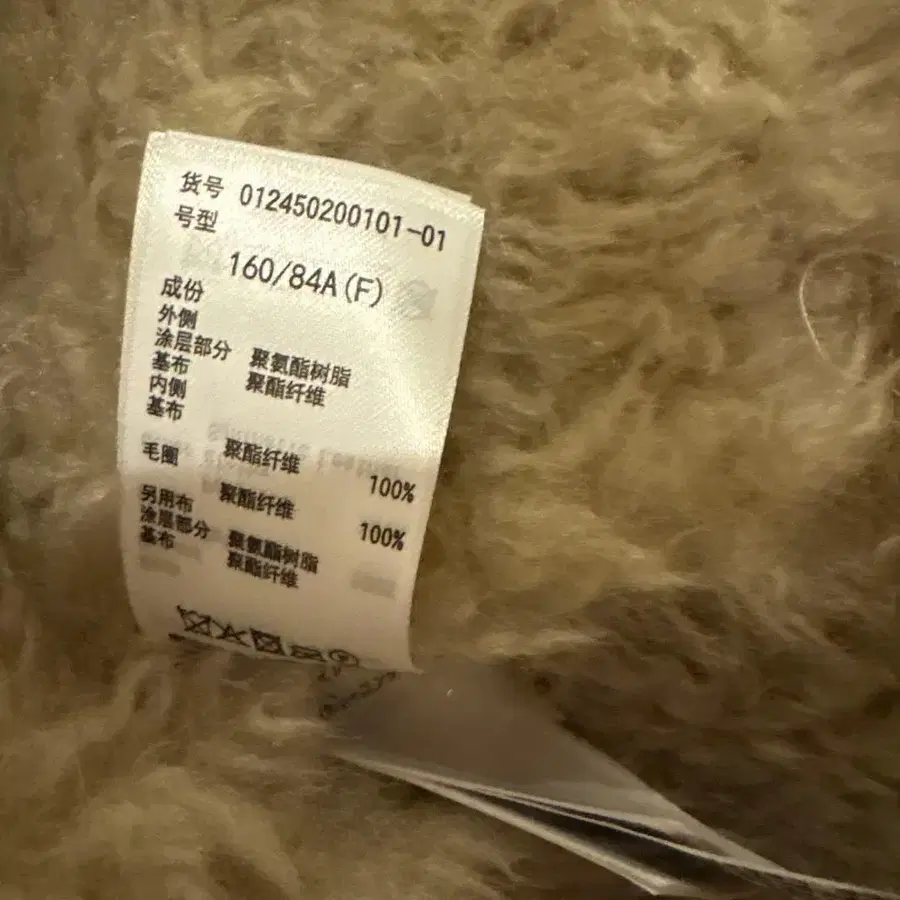 货号 012450200101-01
号型
160/84A(F)
成份
外侧
涂层部分 聚氨酯树脂
基布 聚酯纤维
内侧
基布
聚酯纤维 100%
毛圈
聚酯纤维 100%
另用布
涂层部分 聚氨酯树脂
基布 聚酯纤维